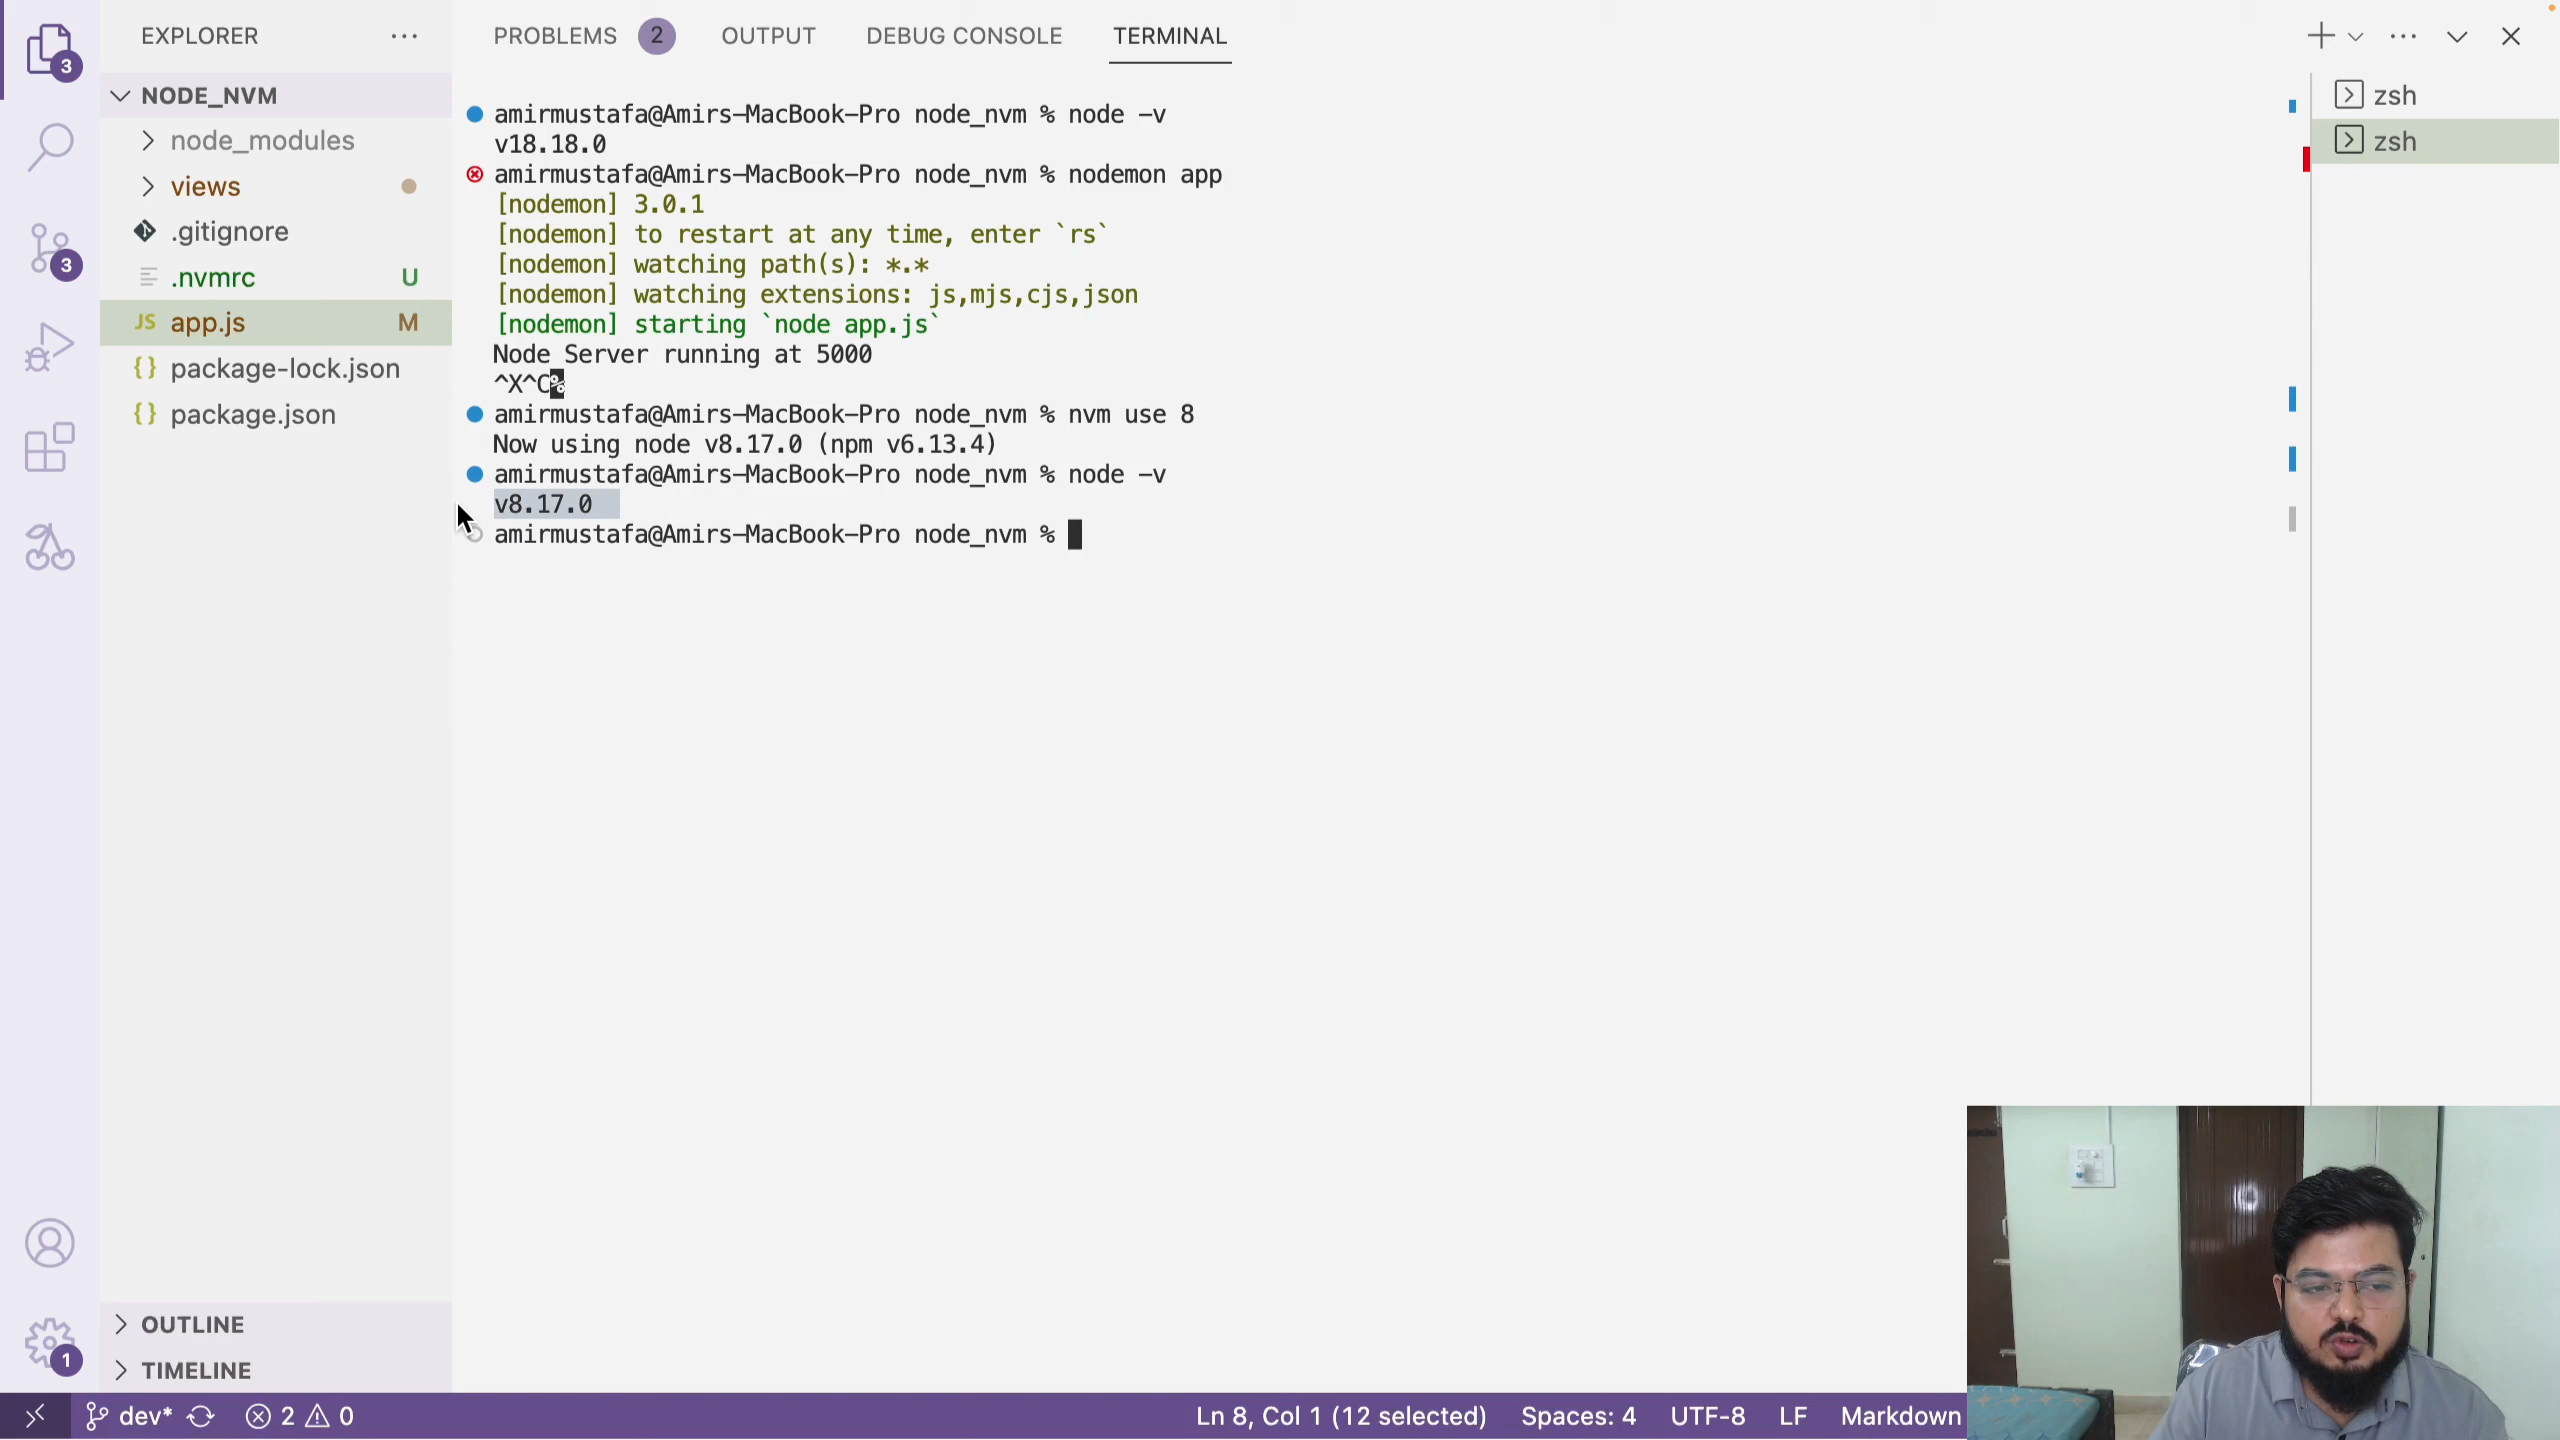 EXPLORER
PROBLEMS 2 OUTPUT DEBUG CONSOLE TERMINAL
3
NODE_NVM
node_modules
views
.gitignore
.nvmrc U
JS app.js M
{} package-lock.json
{} package.json
3
amirmustafa@Amirs-MacBook-Pro node_nvm % node -v
v18.18.0
amirmustafa@Amirs-MacBook-Pro node_nvm % nodemon app
[nodemon] 3.0.1
[nodemon] to restart at any time, enter `rs`
[nodemon] watching path(s): *.*
[nodemon] watching extensions: js,mjs,cjs,json
[nodemon] starting `node app.js`
Node Server running at 5000
^X^C%
amirmustafa@Amirs-MacBook-Pro node_nvm % nvm use 8
Now using node v8.17.0 (npm v6.13.4)
amirmustafa@Amirs-MacBook-Pro node_nvm % node -v
v8.17.0
amirmustafa@Amirs-MacBook-Pro node_nvm %
zsh
zsh
OUTLINE
TIMELINE
1
dev* 2 0
Ln 8, Col 1 (12 selected) Spaces: 4 UTF-8 LF Markdown